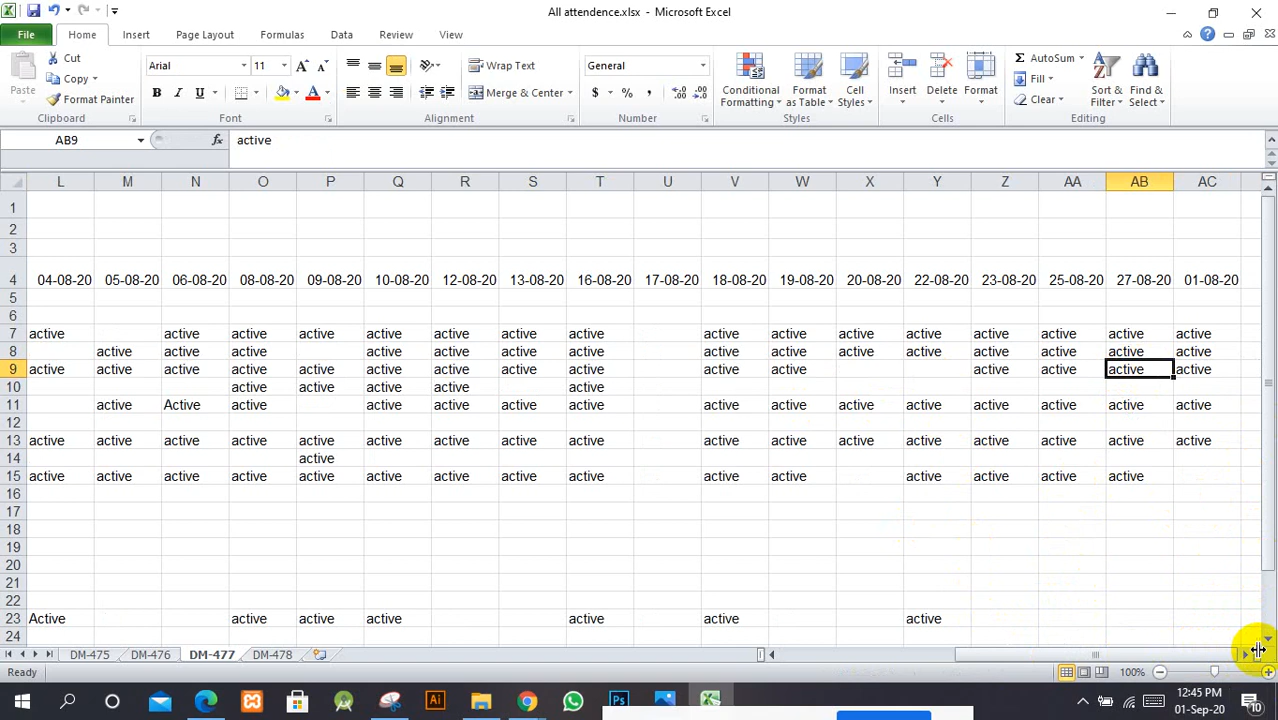 All attendence.xlsx - Microsoft Excel
File Home Insert Page Layout Formulas Data Review View
Paste Cut Copy Format Painter Clipboard
Arial 11 A A B I U A Font
Wrap Text Merge & Center Alignment
General $ % , Number
Conditional Formatting Format as Table Cell Styles Styles
Insert Delete Format Cells
Σ AutoSum Fill Clear Sort & Filter Find & Select Editing
AB9 fx active
L M N O P Q R S T U V W X Y Z AA AB AC
1
2
3
4 04-08-20 05-08-20 06-08-20 08-08-20 09-08-20 10-08-20 12-08-20 13-08-20 16-08-20 17-08-20 18-08-20 19-08-20 20-08-20 22-08-20 23-08-20 25-08-20 27-08-20 01-08-20
5
6
7 active active active active active active active active active active active active active active active active
8 active active active active active active active active active active active active active active active
9 active active active active active active active active active active active active active active active
10 active active active active active
11 active Active active active active active active active active active active active active active active
12
13 active active active active active active active active active active active active active active active active active
14 active
15 active active active active active active active active active active active active active active active
16
17
18
19
20
21
22
23 Active active active active active active active
24
DM-475 DM-476 DM-477 DM-478
Ready 100%
Ai Ps 12:45 PM
01-Sep-20 10